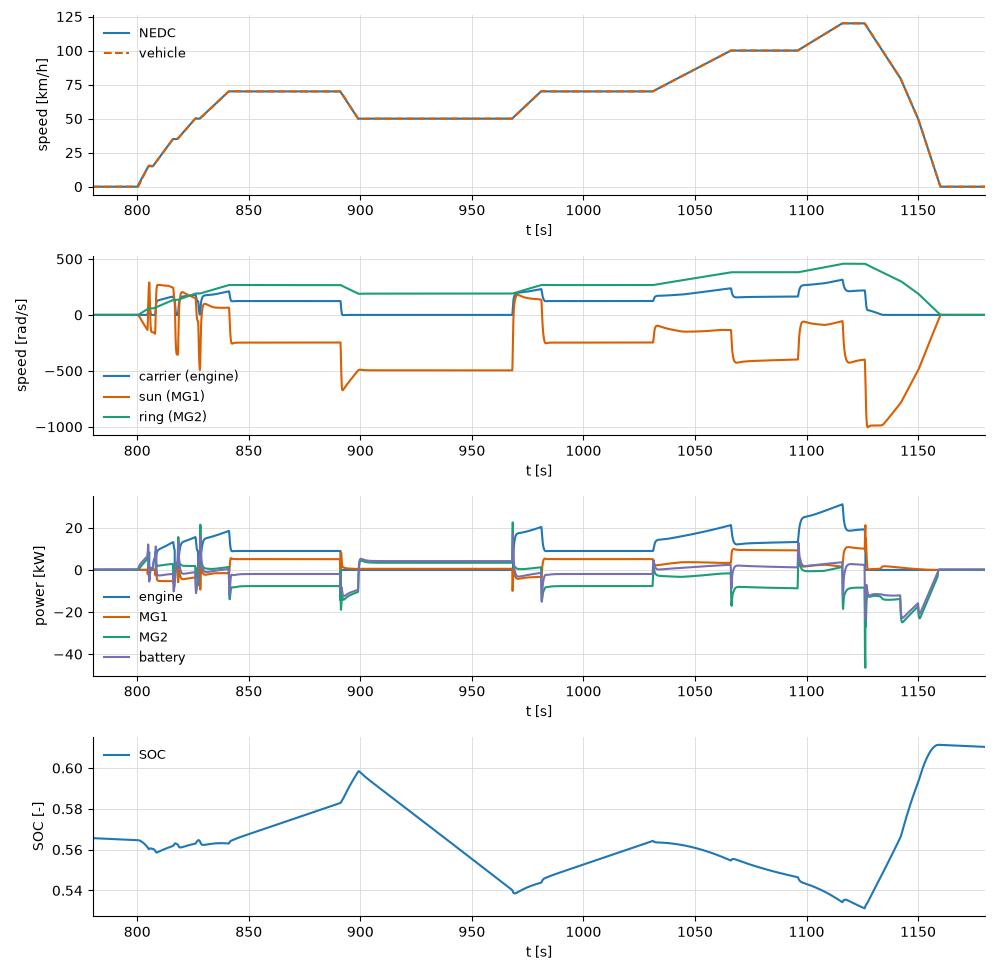 125
100
75
50
25
0
speed [km/h]
NEDC
vehicle
800 850 900 950 1000 1050 1100 1150
t [s]
500
0
−500
−1000
speed [rad/s]
carrier (engine)
sun (MG1)
ring (MG2)
800 850 900 950 1000 1050 1100 1150
t [s]
20
0
−20
−40
power [kW]
engine
MG1
MG2
battery
800 850 900 950 1000 1050 1100 1150
t [s]
0.60
0.58
0.56
0.54
SOC [-]
SOC
800 850 900 950 1000 1050 1100 1150
t [s]